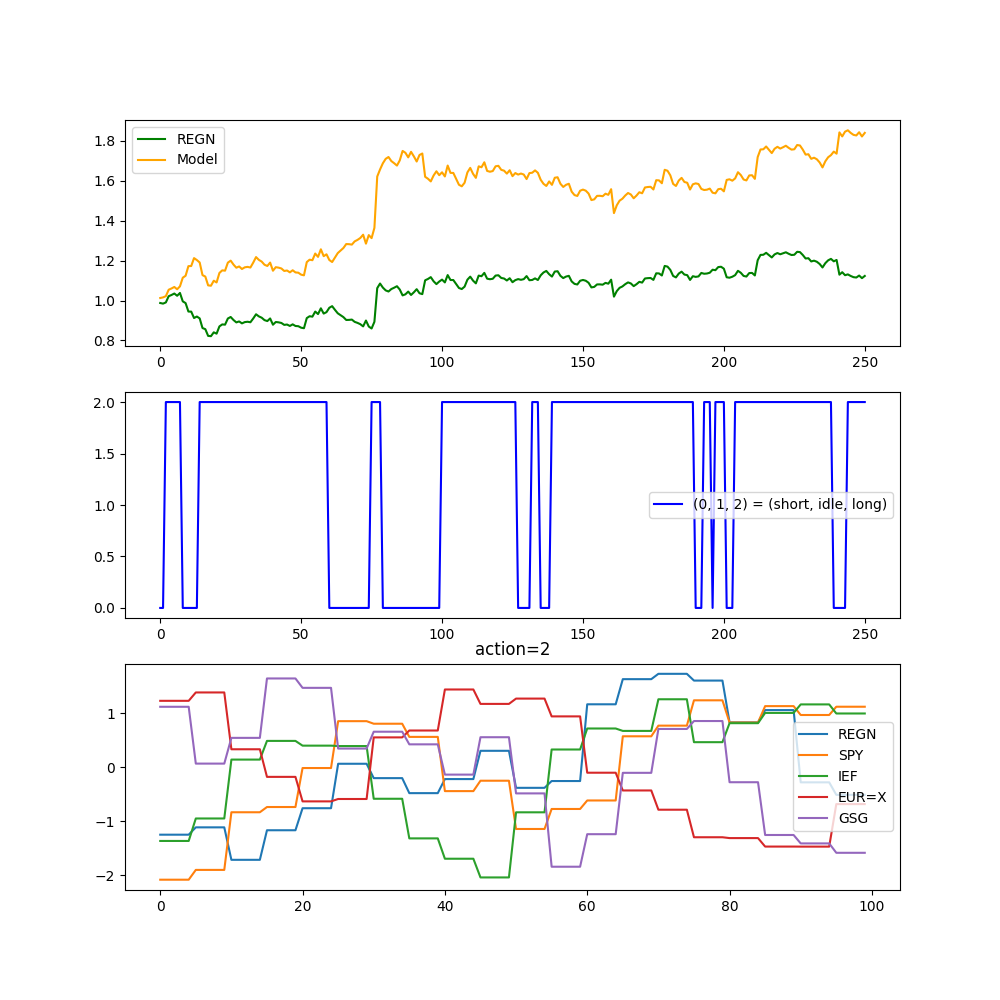 REGN
Model
1.8
1.6
1.4
1.2
1.0
0.8
0 50 100 150 200 250
2.0
1.5
1.0
0.5
0.0
(0, 1, 2) = (short, idle, long)
0 50 100 150 200 250
action=2
1
0
−1
−2
REGN
SPY
IEF
EUR=X
GSG
0 20 40 60 80 100